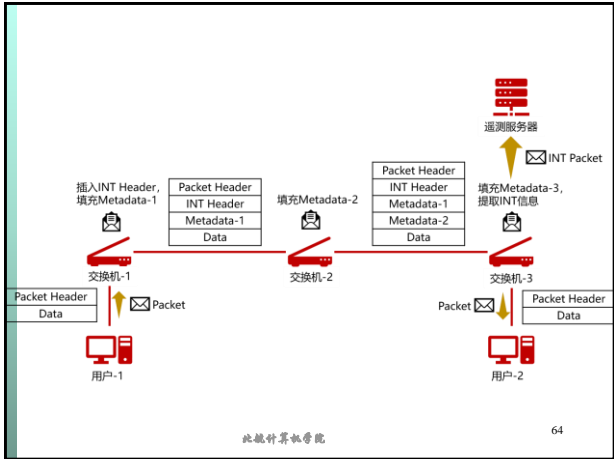 遥测服务器
INT Packet
插入INT Header,
填充Metadata-1
Packet Header
INT Header
Metadata-1
Data
填充Metadata-2
Packet Header
INT Header
Metadata-1
Metadata-2
Data
填充Metadata-3,
提取INT信息
交换机-1
交换机-2
交换机-3
Packet Header
Data
Packet
Packet
Packet Header
Data
用户-1
用户-2
北航计算机学院
64